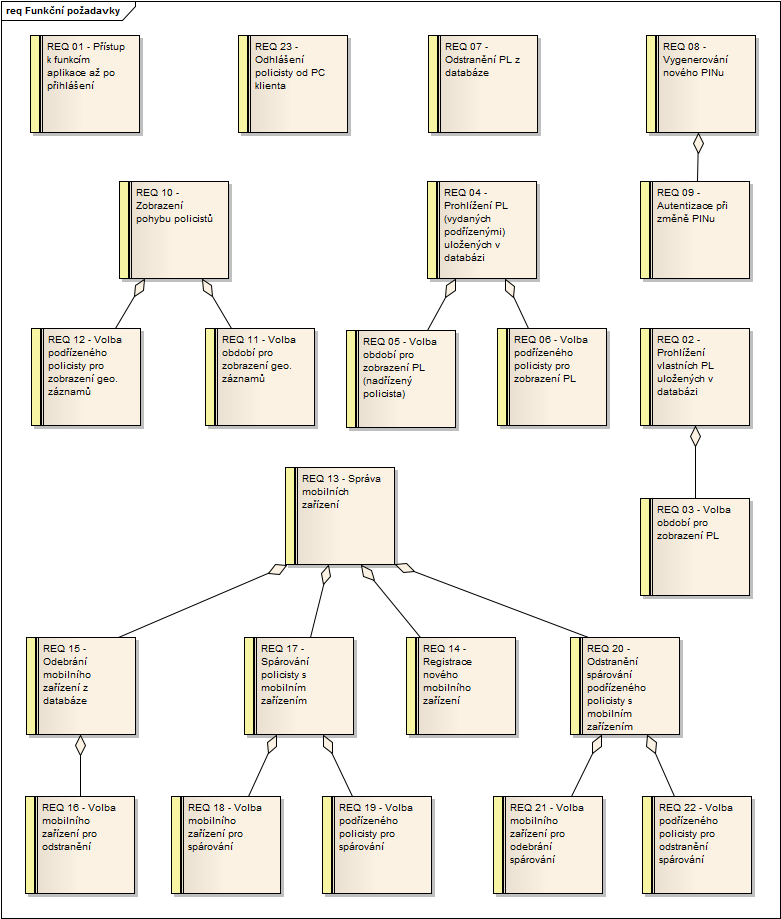 req Funkční požadavky
REQ 01 - Přístup
k funkcím
aplikace až po
přihlášení
REQ 23 -
Odhlášení
policisty od PC
klienta
REQ 07 -
Odstranění PL z
databáze
REQ 08 -
Vygenerování
nového PINu
REQ 10 -
Zobrazení
pohybu policistů
REQ 04 -
Prohlížení PL
(vydaných
podřízenými)
uložených v
databázi
REQ 09 -
Autentizace při
změně PINu
REQ 12 - Volba
podřízeného
policisty pro
zobrazení geo.
záznamů
REQ 11 - Volba
období pro
zobrazení geo.
záznamů
REQ 05 - Volba
období pro
zobrazení PL
(nadřízený
policista)
REQ 06 - Volba
podřízeného
policisty pro
zobrazení PL
REQ 02 -
Prohlížení
vlastních PL
uložených v
databázi
REQ 13 - Správa
mobilních
zařízení
REQ 03 - Volba
období pro
zobrazení PL
REQ 15 -
Odebrání
mobilního
zařízení z
databáze
REQ 17 -
Spárování
policisty s
mobilním
zařízením
REQ 14 -
Registrace
nového
mobilního
zařízení
REQ 20 -
Odstranění
spárování
podřízeného
policisty s
mobilním
zařízením
REQ 16 - Volba
mobilního
zařízení pro
odstranění
REQ 18 - Volba
mobilního
zařízení pro
spárování
REQ 19 - Volba
podřízeného
policisty pro
spárování
REQ 21 - Volba
mobilního
zařízení pro
odebrání
spárování
REQ 22 - Volba
podřízeného
policisty pro
odstranění
spárování